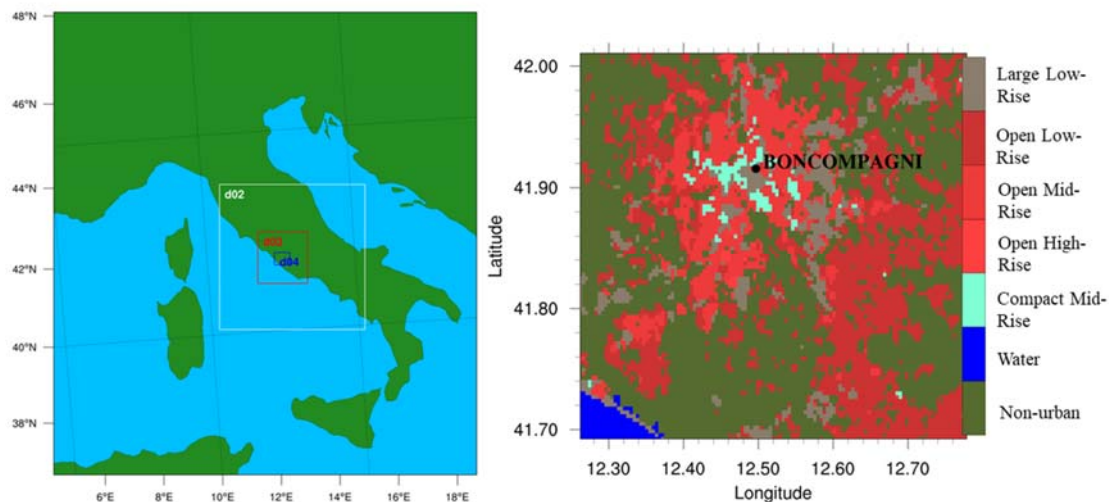 48°N
46°N
44°N
42°N
40°N
38°N
6°E 8°E 10°E 12°E 14°E 16°E 18°E
d02
d03
d04
Latitude
42.00
41.90
41.80
41.70
12.30 12.40 12.50 12.60 12.70
Longitude
BONCOMPAGNI
Large Low-
Rise
Open Low-
Rise
Open Mid-
Rise
Open High-
Rise
Compact Mid-
Rise
Water
Non-urban